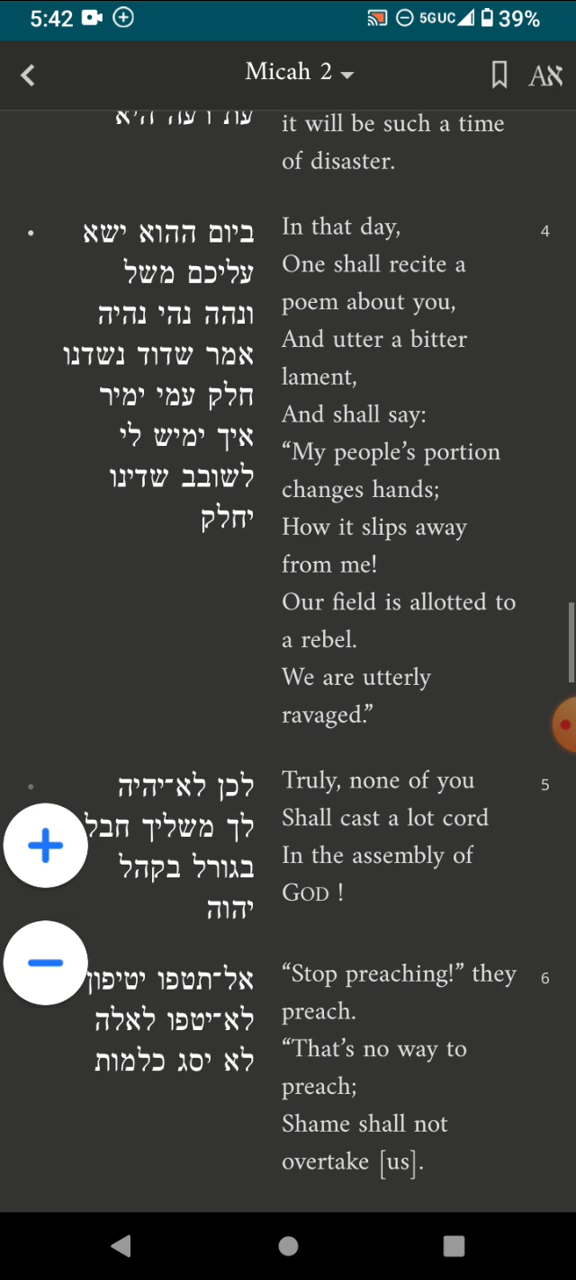 5:42
5GUC 39%
Micah 2
Aא
it will be such a time
of disaster.
ביום ההוא ישא
עליכם משל
ונהה נהי נהיה
אמר שדוד נשדנו
חלק עמי ימיר
איך ימיש לי
לשובב שדינו
יחלק
In that day,
One shall recite a
poem about you,
And utter a bitter
lament,
And shall say:
“My people’s portion
changes hands;
How it slips away
from me!
Our field is allotted to
a rebel.
We are utterly
ravaged.”
4
לכן לא־יהיה
לך משליך חבל
בגורל בקהל
יהוה
Truly, none of you
Shall cast a lot cord
In the assembly of
GOD !
5
אל־תטפו יטיפון
לא־יטפו לאלה
לא יסג כלמות
“Stop preaching!” they
preach.
“That’s no way to
preach;
Shame shall not
overtake [us].
6